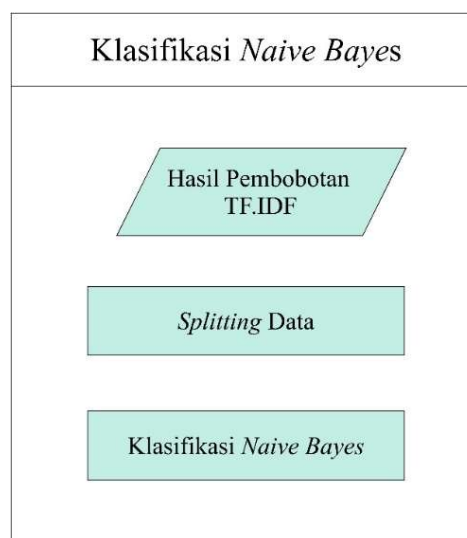 Klasifikasi Naive Bayes
Hasil Pembobotan
TF.IDF
Splitting Data
Klasifikasi Naive Bayes